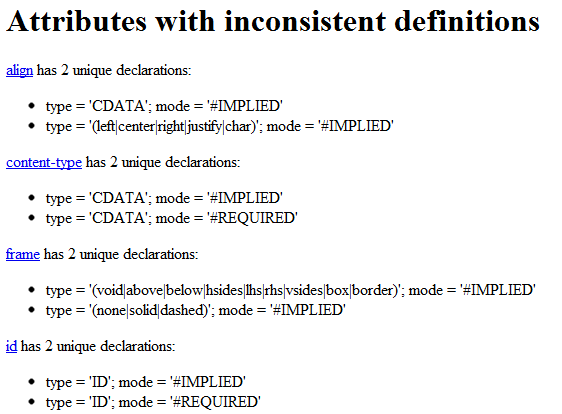 Attributes with inconsistent definitions
align has 2 unique declarations:
• type = 'CDATA'; mode = '#IMPLIED'
• type = '(left|center|right|justify|char)'; mode = '#IMPLIED'
content-type has 2 unique declarations:
• type = 'CDATA'; mode = '#IMPLIED'
• type = 'CDATA'; mode = '#REQUIRED'
frame has 2 unique declarations:
• type = '(void|above|below|hsides|lhs|rhs|vsides|box|border)'; mode = '#IMPLIED'
• type = '(none|solid|dashed)'; mode = '#IMPLIED'
id has 2 unique declarations:
• type = 'ID'; mode = '#IMPLIED'
• type = 'ID'; mode = '#REQUIRED'